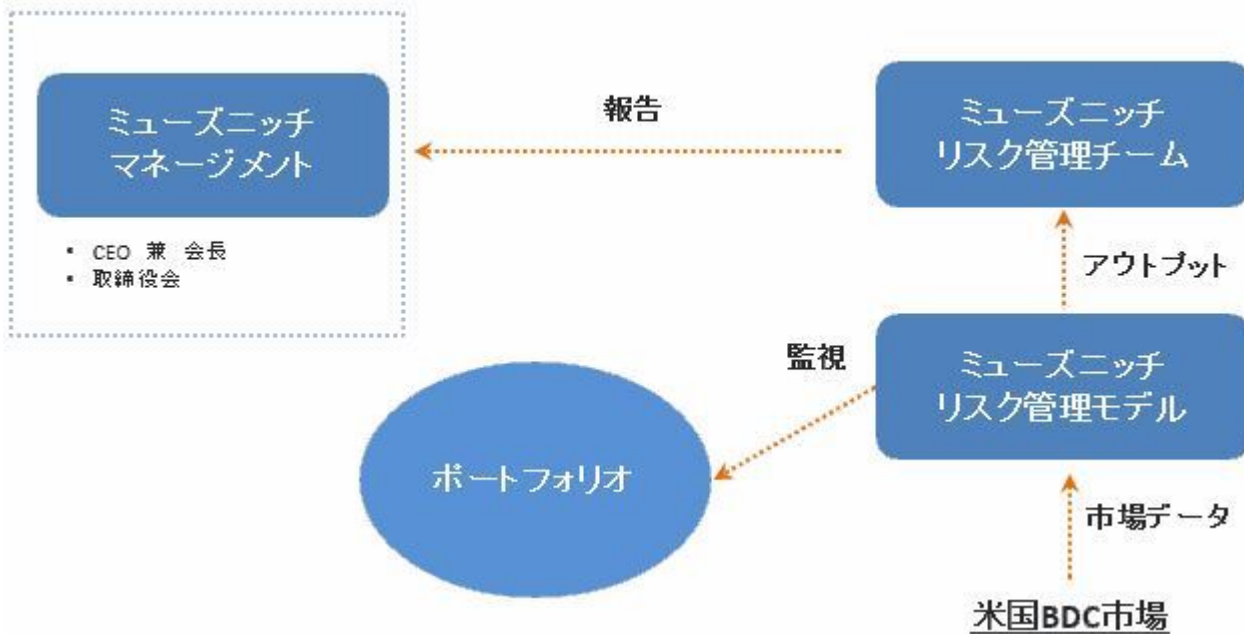 ミューズニッチ
マネージメント
• CEO 兼 会長
• 取締役会
報告
ミューズニッチ
リスク管理チーム
アウトプット
ミューズニッチ
リスク管理モデル
監視
ポートフォリオ
市場データ
米国BDC市場